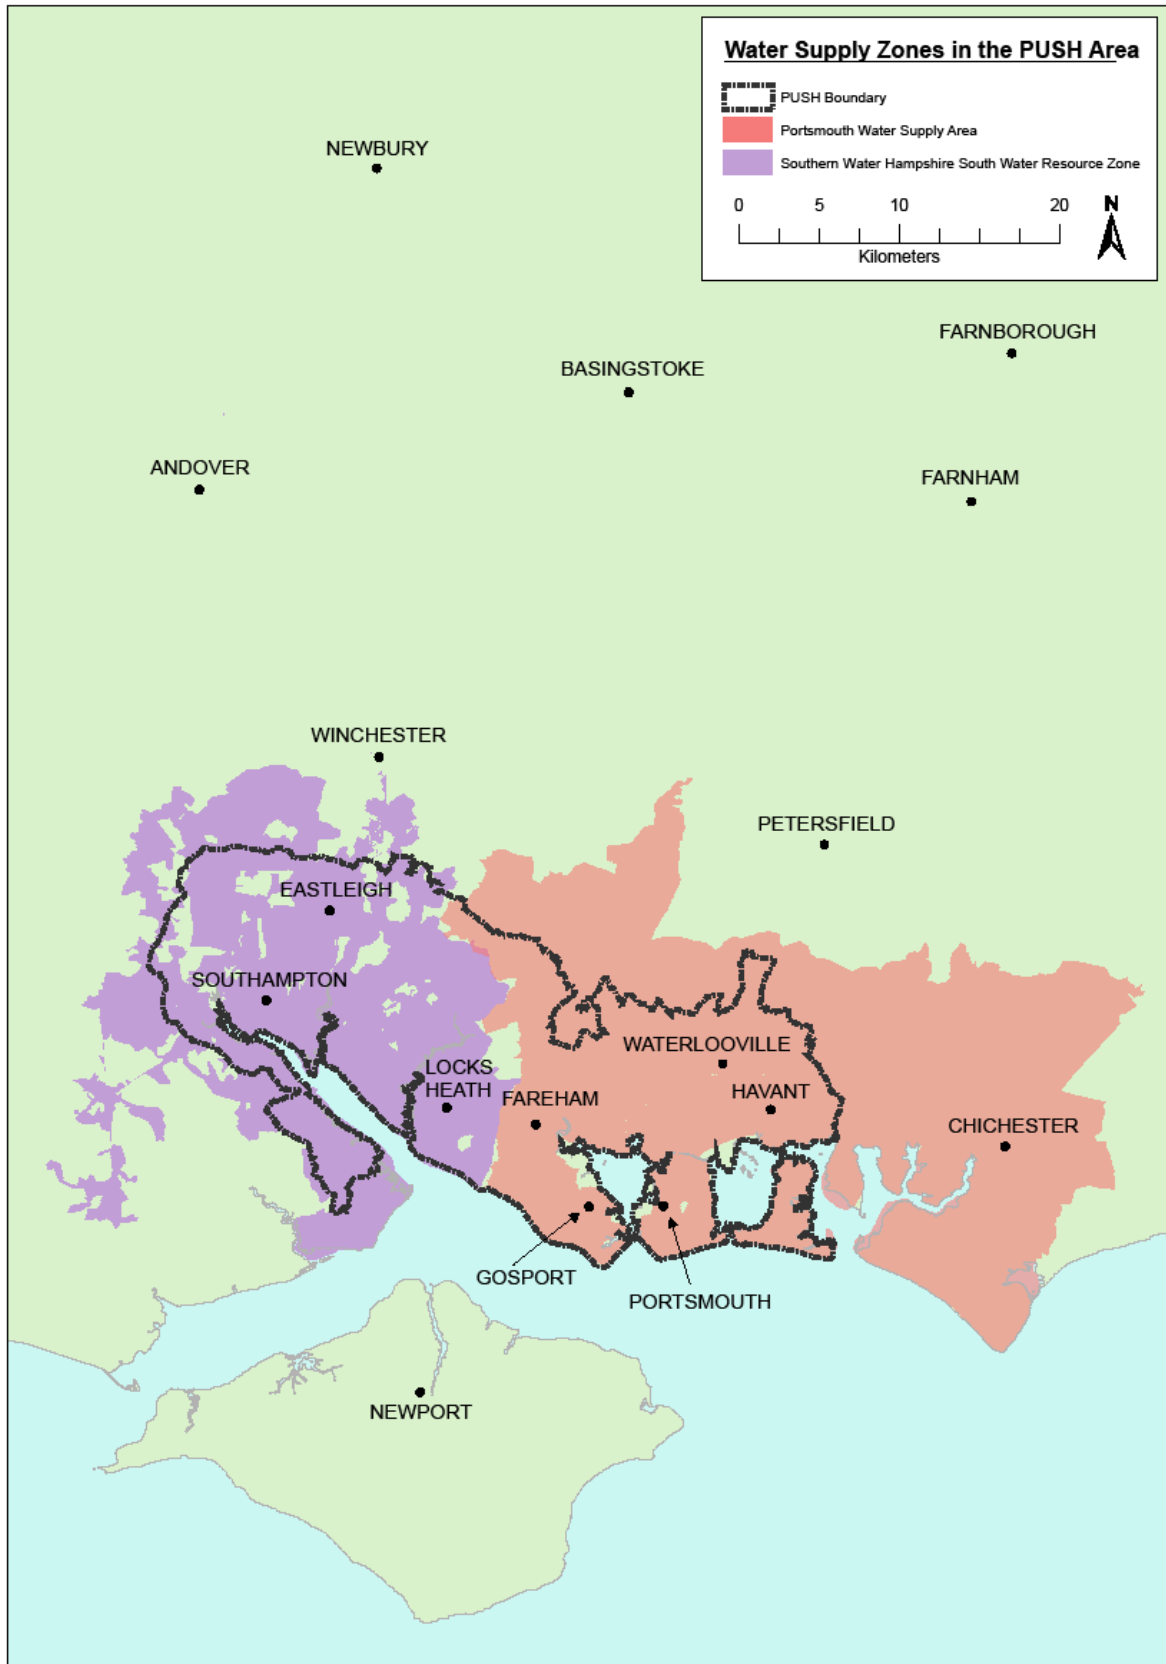 Water Supply Zones in the PUSH Area
PUSH Boundary
Portsmouth Water Supply Area
Southern Water Hampshire South Water Resource Zone
0 5 10 20
N
Kilometers
NEWBURY
FARNBOROUGH
BASINGSTOKE
ANDOVER
FARNHAM
WINCHESTER
PETERSFIELD
EASTLEIGH
SOUTHAMPTON
WATERLOOVILLE
LOCKS
HEATH
HAVANT
FAREHAM
CHICHESTER
GOSPORT
PORTSMOUTH
NEWPORT